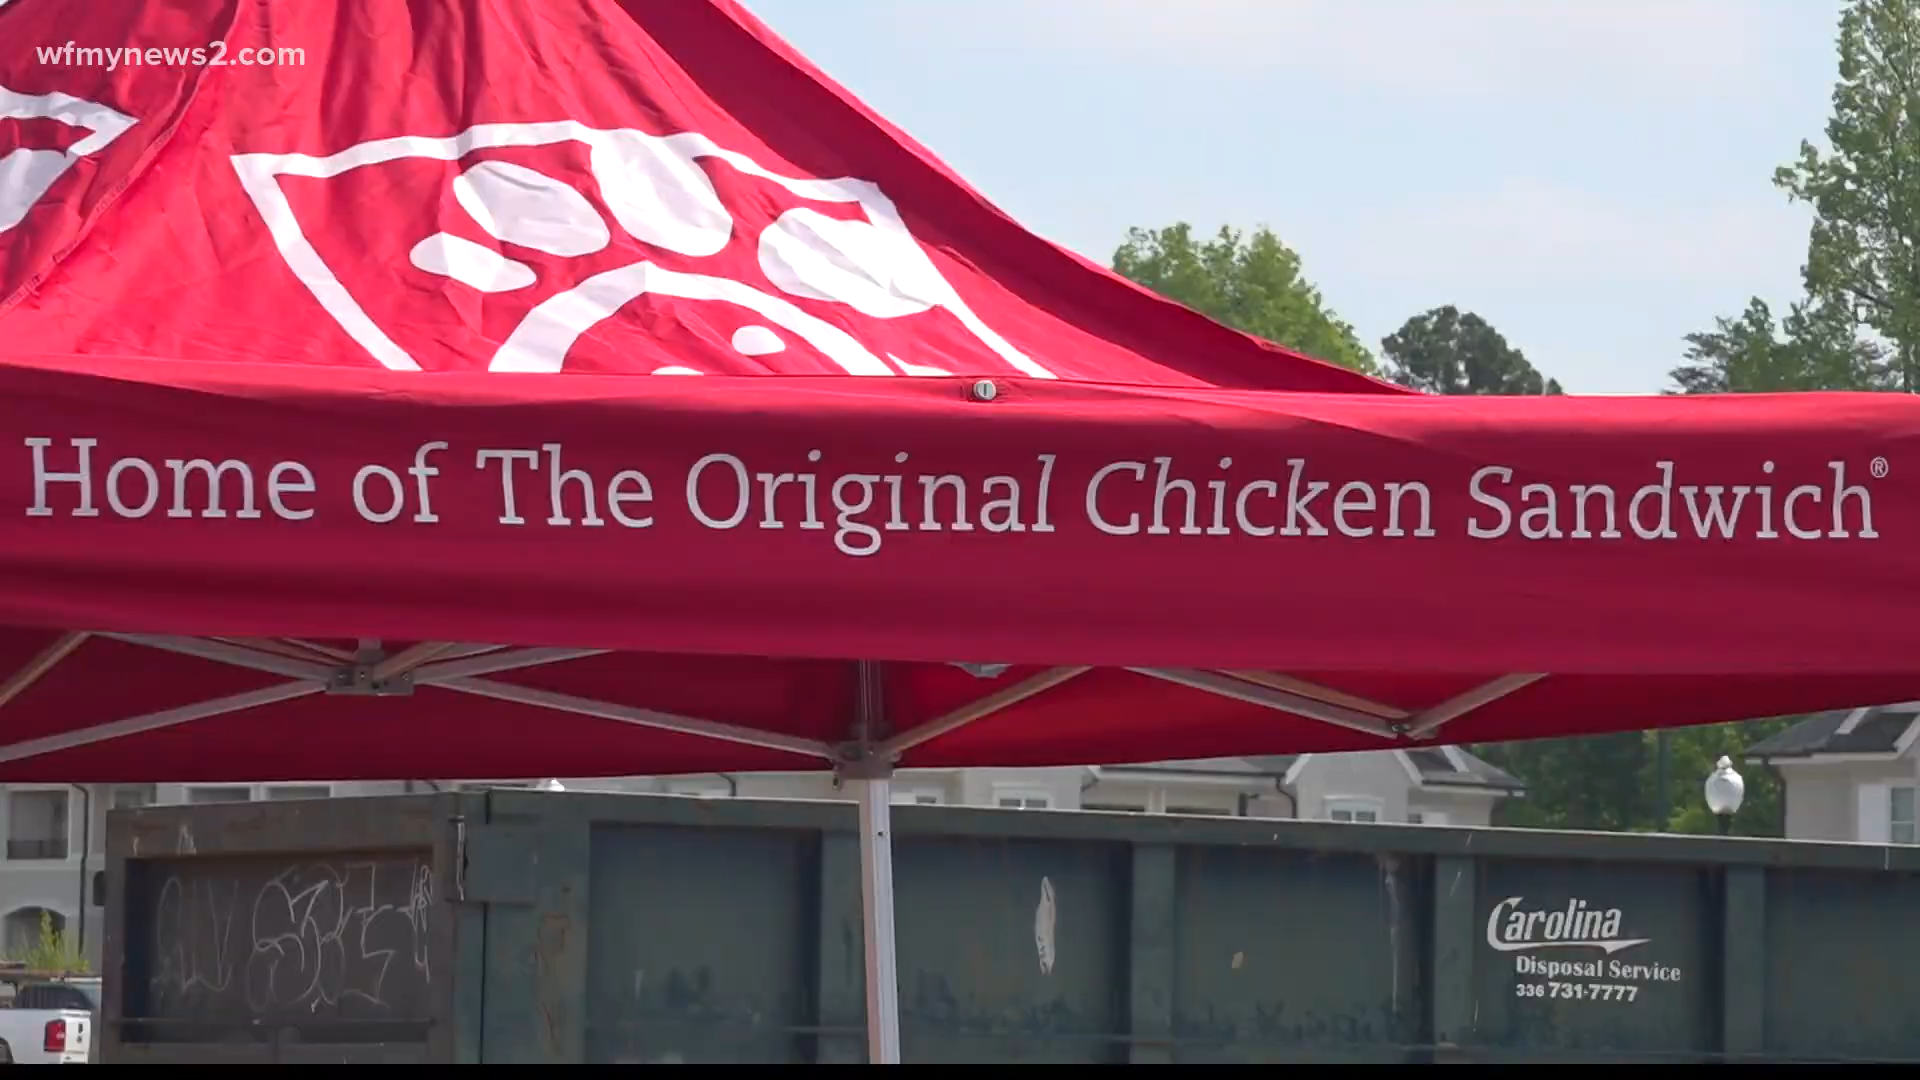 wfmynews2.com
Home of The Original Chicken Sandwich®
Carolina
Disposal Service
336 731-7777